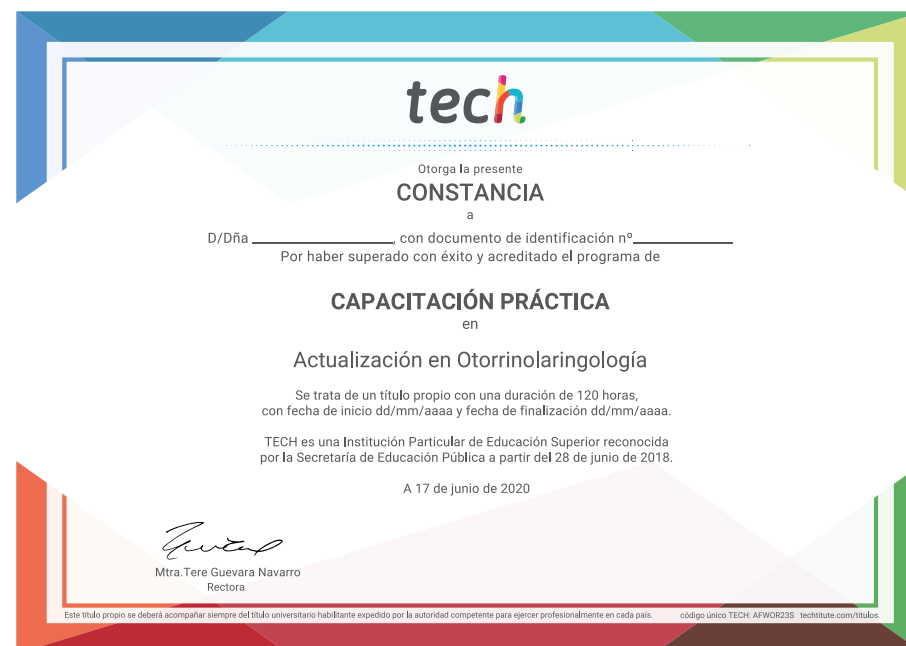 tech
Otorga la presente
CONSTANCIA
a
D/Dña ____________________, con documento de identificación nº______________
Por haber superado con éxito y acreditado el programa de
CAPACITACIÓN PRÁCTICA
en
Actualización en Otorrinolaringología
Se trata de un título propio con una duración de 120 horas,
con fecha de inicio dd/mm/aaaa y fecha de finalización dd/mm/aaaa.
TECH es una Institución Particular de Educación Superior reconocida
por la Secretaría de Educación Pública a partir del 28 de junio de 2018.
A 17 de junio de 2020
Mtra.Tere Guevara Navarro
Rectora
Este título propio se deberá acompañar siempre del título universitario habilitante expedido por la autoridad competente para ejercer profesionalmente en cada país. código único TECH: AFWOR23S techtitute.com/titulos